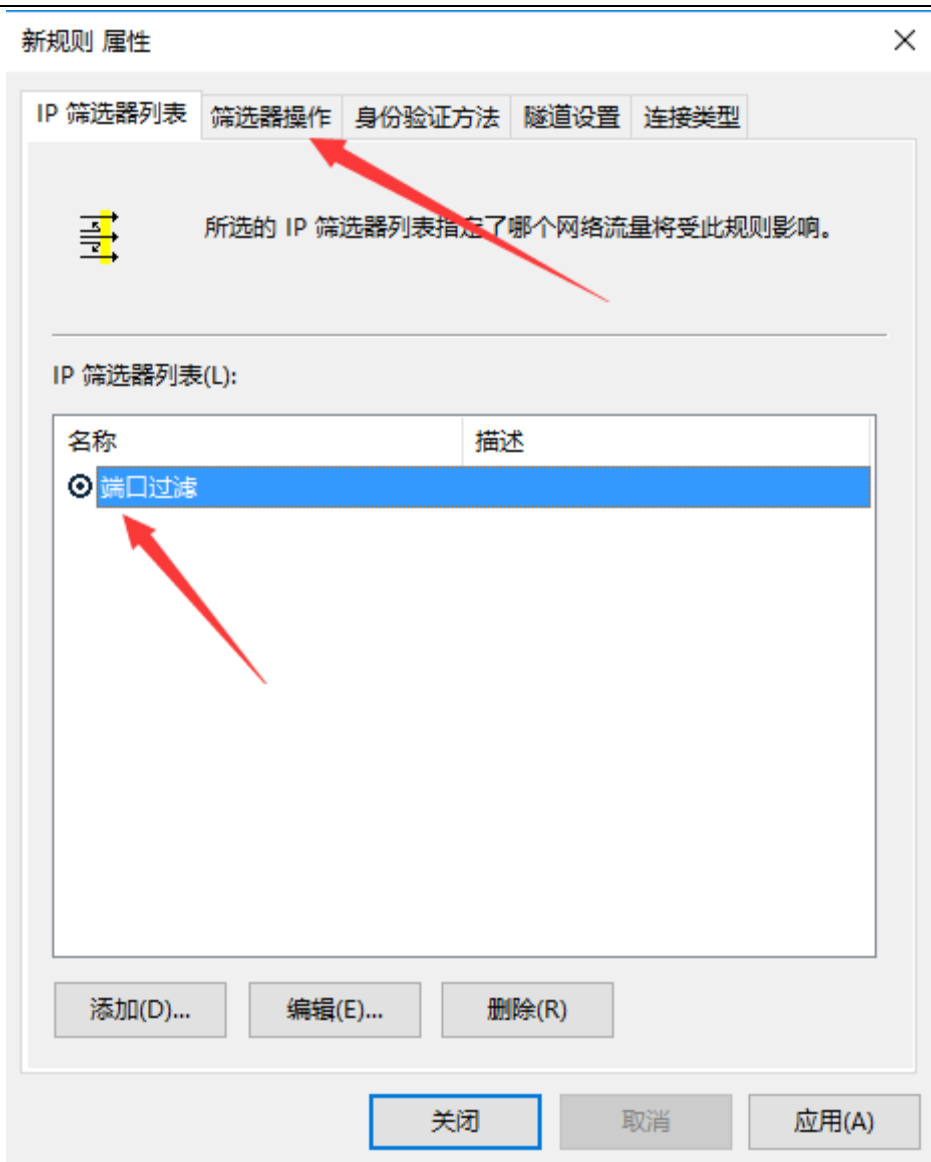 新规则 属性
IP 筛选器列表 筛选器操作 身份验证方法 隧道设置 连接类型
所选的 IP 筛选器列表指定了哪个网络流量将受此规则影响。
IP 筛选器列表(L):
名称 描述
端口过滤
添加(D)... 编辑(E)... 删除(R)
关闭 取消 应用(A)